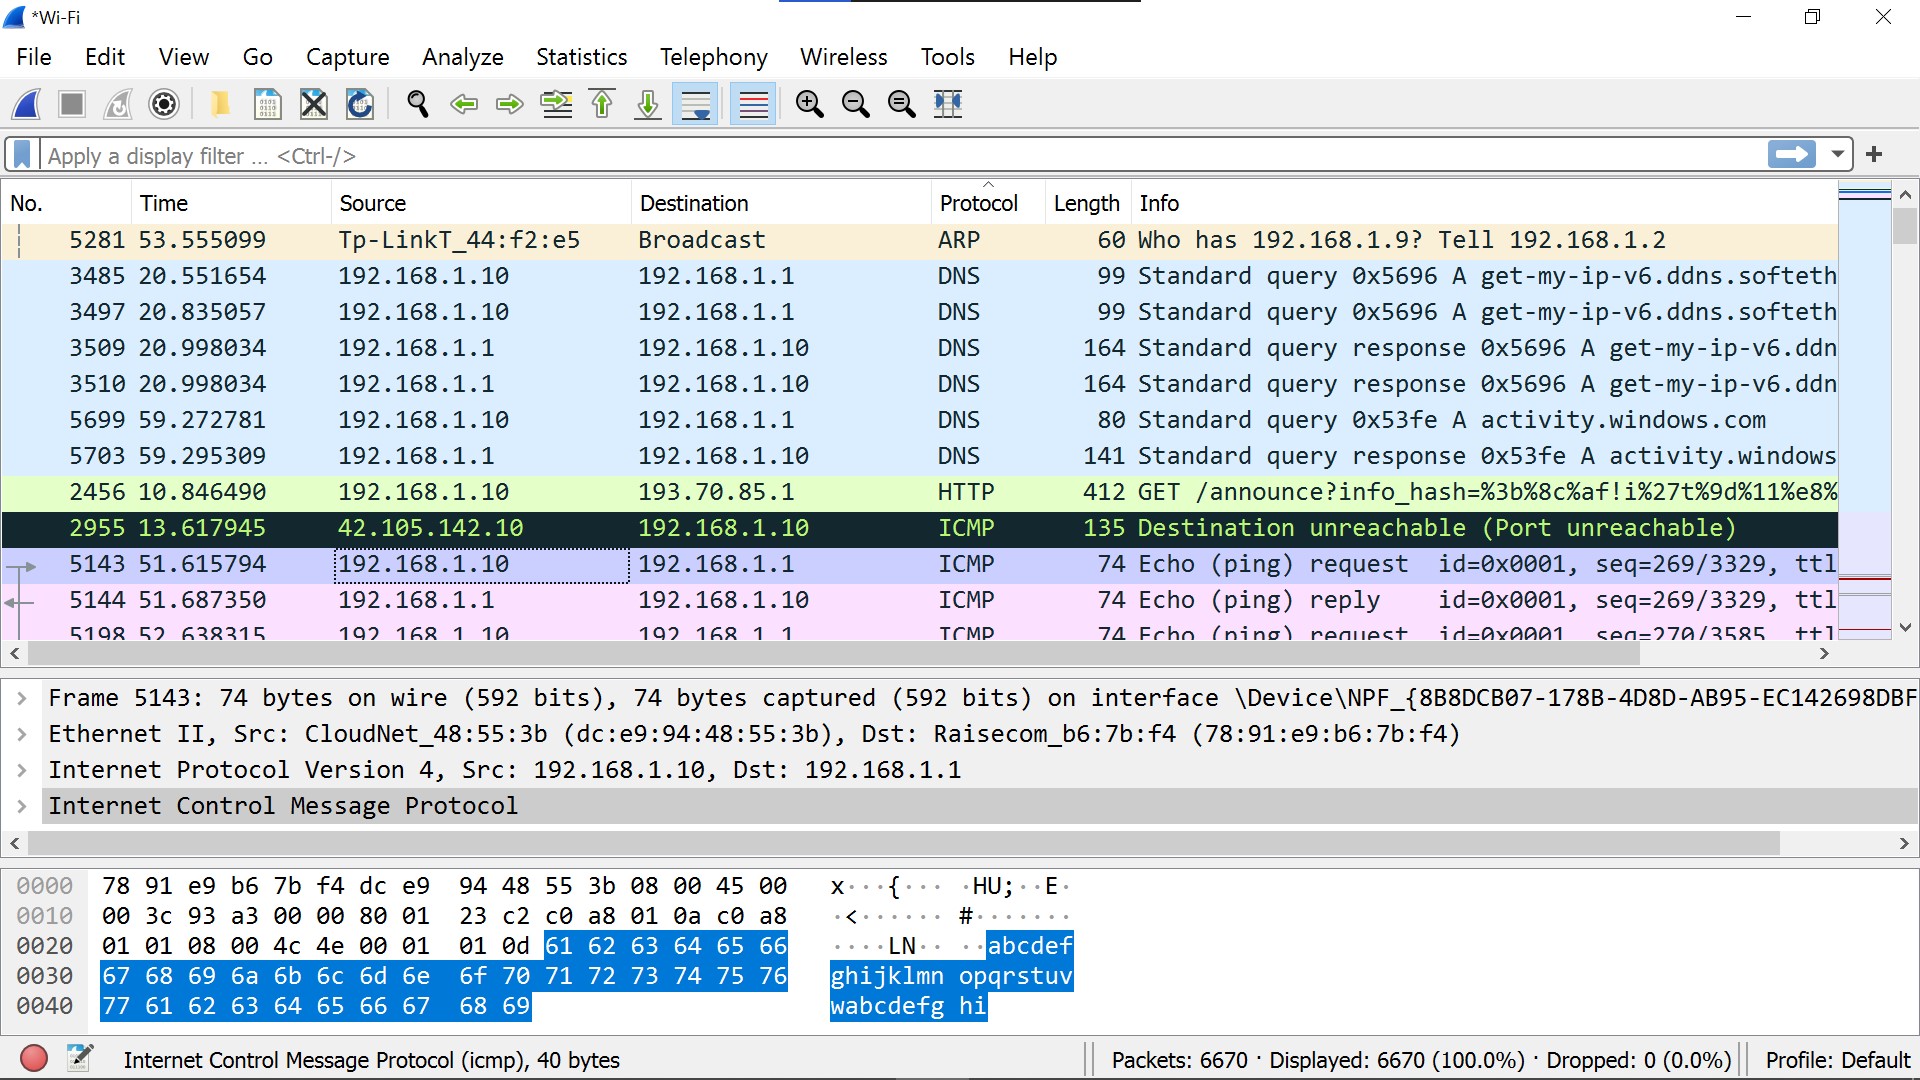 *Wi-Fi
File Edit View Go Capture Analyze Statistics Telephony Wireless Tools Help
Apply a display filter … <Ctrl-/>
No. Time Source Destination Protocol Length Info
5281 53.555099 Tp-LinkT_44:f2:e5 Broadcast ARP 60 Who has 192.168.1.9? Tell 192.168.1.2
3485 20.551654 192.168.1.10 192.168.1.1 DNS 99 Standard query 0x5696 A get-my-ip-v6.ddns.softeth
3497 20.835057 192.168.1.10 192.168.1.1 DNS 99 Standard query 0x5696 A get-my-ip-v6.ddns.softeth
3509 20.998034 192.168.1.1 192.168.1.10 DNS 164 Standard query response 0x5696 A get-my-ip-v6.ddn
3510 20.998034 192.168.1.1 192.168.1.10 DNS 164 Standard query response 0x5696 A get-my-ip-v6.ddn
5699 59.272781 192.168.1.10 192.168.1.1 DNS 80 Standard query 0x53fe A activity.windows.com
5703 59.295309 192.168.1.1 192.168.1.10 DNS 141 Standard query response 0x53fe A activity.windows
2456 10.846490 192.168.1.10 193.70.85.1 HTTP 412 GET /announce?info_hash=%3b%8c%af!i%27t%9d%11%e8%
2955 13.617945 42.105.142.10 192.168.1.10 ICMP 135 Destination unreachable (Port unreachable)
5143 51.615794 192.168.1.10 192.168.1.1 ICMP 74 Echo (ping) request id=0x0001, seq=269/3329, ttl
5144 51.687350 192.168.1.1 192.168.1.10 ICMP 74 Echo (ping) reply id=0x0001, seq=269/3329, ttl
5198 52.638315 192.168.1.10 192.168.1.1 ICMP 74 Echo (ping) request id=0x0001, seq=270/3585, ttl
Frame 5143: 74 bytes on wire (592 bits), 74 bytes captured (592 bits) on interface \Device\NPF_{8B8DCB07-178B-4D8D-AB95-EC142698DBF
Ethernet II, Src: CloudNet_48:55:3b (dc:e9:94:48:55:3b), Dst: Raisecom_b6:7b:f4 (78:91:e9:b6:7b:f4)
Internet Protocol Version 4, Src: 192.168.1.10, Dst: 192.168.1.1
Internet Control Message Protocol
0000 78 91 e9 b6 7b f4 dc e9 94 48 55 3b 08 00 45 00 x···{··· ·HU;··E·
0010 00 3c 93 a3 00 00 80 01 23 c2 c0 a8 01 0a c0 a8 ·<······ #·······
0020 01 01 08 00 4c 4e 00 01 01 0d 61 62 63 64 65 66 ····LN·· ··abcdef
0030 67 68 69 6a 6b 6c 6d 6e 6f 70 71 72 73 74 75 76 ghijklmn opqrstuv
0040 77 61 62 63 64 65 66 67 68 69 wabcdefg hi
Internet Control Message Protocol (icmp), 40 bytes Packets: 6670 · Displayed: 6670 (100.0%) · Dropped: 0 (0.0%) Profile: Default